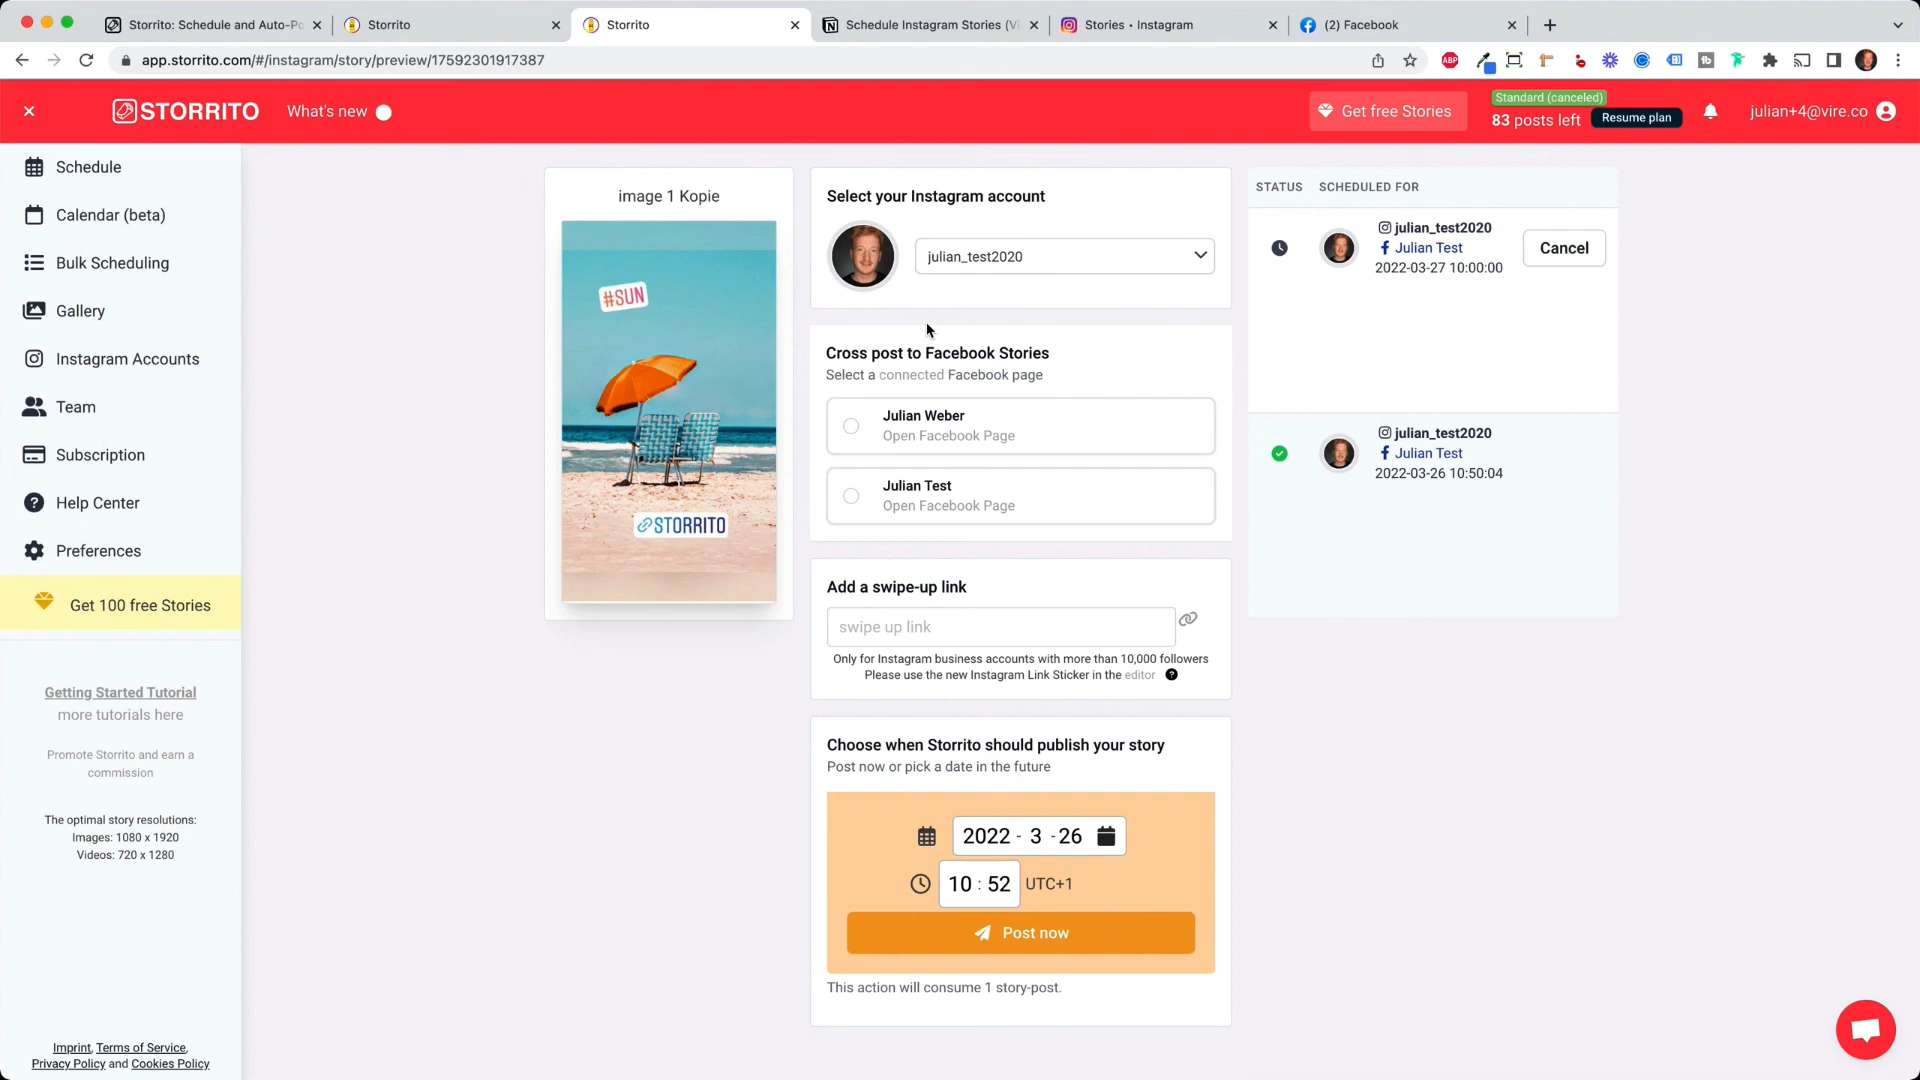 Storrito: Schedule and Auto-Po
Storrito
Storrito
Schedule Instagram Stories (Vi
Stories • Instagram
(2) Facebook
app.storrito.com/#/instagram/story/preview/17592301917387
ABP
tb
STORRITO
What's new
Get free Stories
Standard (canceled)
83 posts left
Resume plan
julian+4@vire.co
Schedule
Calendar (beta)
Bulk Scheduling
Gallery
Instagram Accounts
Team
Subscription
Help Center
Preferences
Get 100 free Stories
Getting Started Tutorial
more tutorials here
Promote Storrito and earn a
commission
The optimal story resolutions:
Images: 1080 x 1920
Videos: 720 x 1280
Imprint, Terms of Service,
Privacy Policy and Cookies Policy
image 1 Kopie
#SUN
STORRITO
Select your Instagram account
julian_test2020
Cross post to Facebook Stories
Select a connected Facebook page
Julian Weber
Open Facebook Page
Julian Test
Open Facebook Page
Add a swipe-up link
swipe up link
Only for Instagram business accounts with more than 10,000 followers
Please use the new Instagram Link Sticker in the editor ?
Choose when Storrito should publish your story
Post now or pick a date in the future
2022 - 3 - 26
10 : 52 UTC+1
Post now
This action will consume 1 story-post.
STATUS SCHEDULED FOR
julian_test2020
Julian Test
2022-03-27 10:00:00
Cancel
julian_test2020
Julian Test
2022-03-26 10:50:04